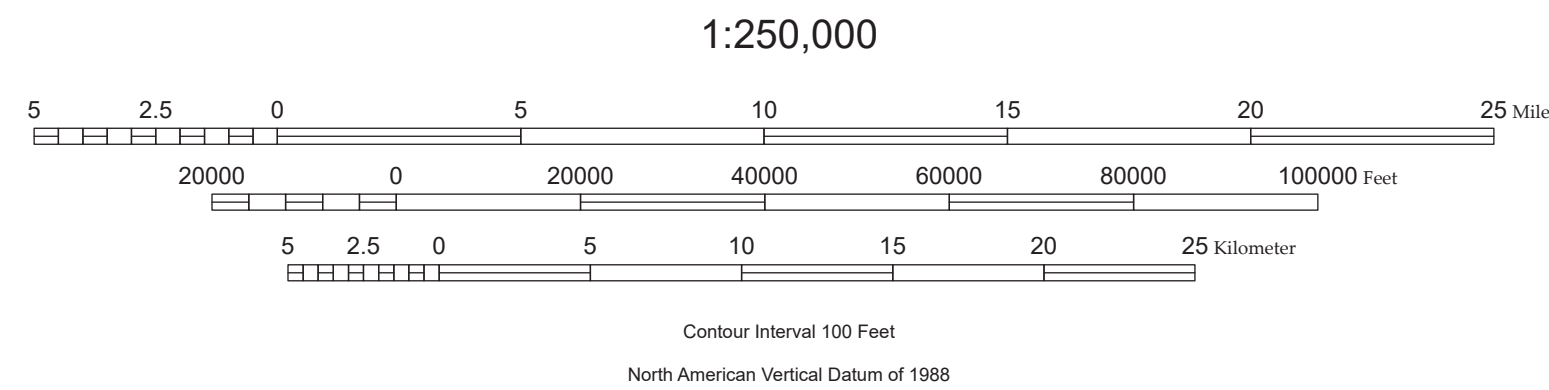 1:250,000
5 2.5 0 5 10 15 20 25 Mile
20000 0 20000 40000 60000 80000 100000 Feet
5 2.5 0 5 10 15 20 25 Kilometer
Contour Interval 100 Feet
North American Vertical Datum of 1988